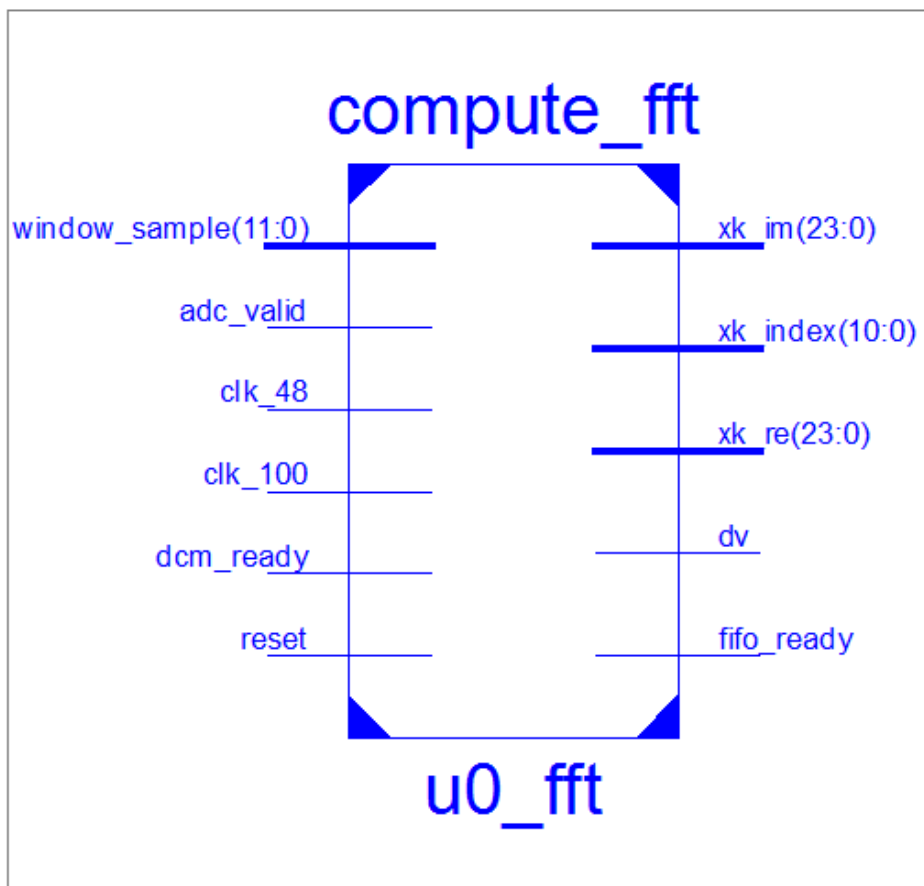 compute_fft
window_sample(11:0)
xk_im(23:0)
adc_valid
xk_index(10:0)
clk_48
xk_re(23:0)
clk_100
dv
dcm_ready
reset
fifo_ready
u0_fft